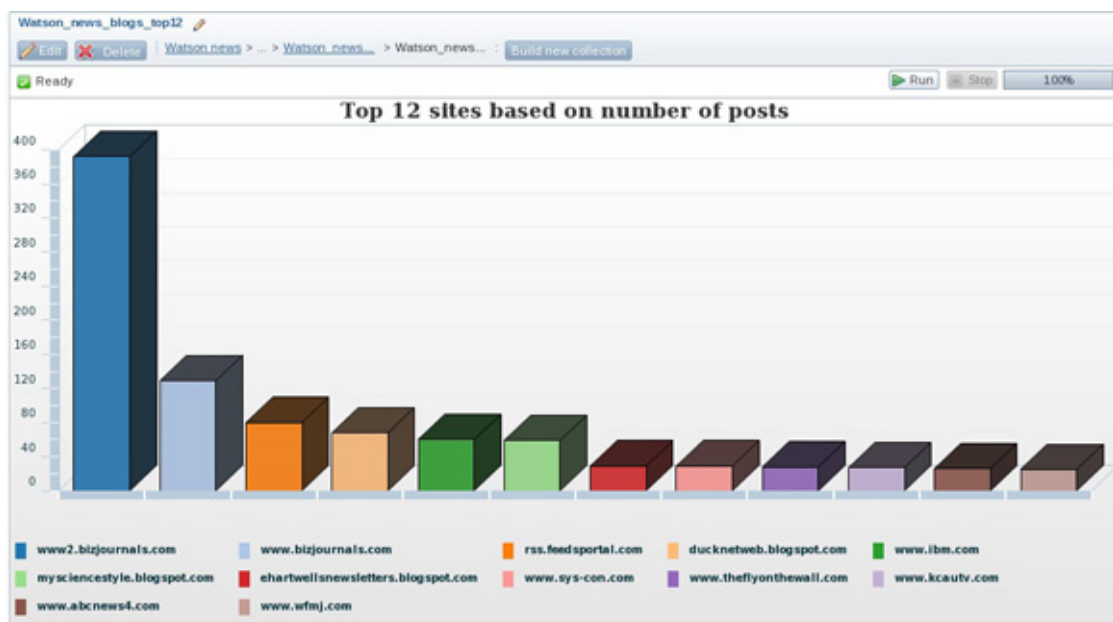 Watson_news_blogs_top12
Edit Delete Watson news > ... > Watson_news... > Watson_news... : Build new collection
Ready Run Stop 100%
Top 12 sites based on number of posts
400
360
320
280
240
200
160
120
80
40
0
www2.bizjournals.com www.bizjournals.com rss.feedsportal.com ducknetweb.blogspot.com www.ibm.com
mysciencestyle.blogspot.com ehartwellsnewsletters.blogspot.com www.sys-con.com www.theflyonthewall.com www.kcautv.com
www.abcnews4.com www.wfmj.com